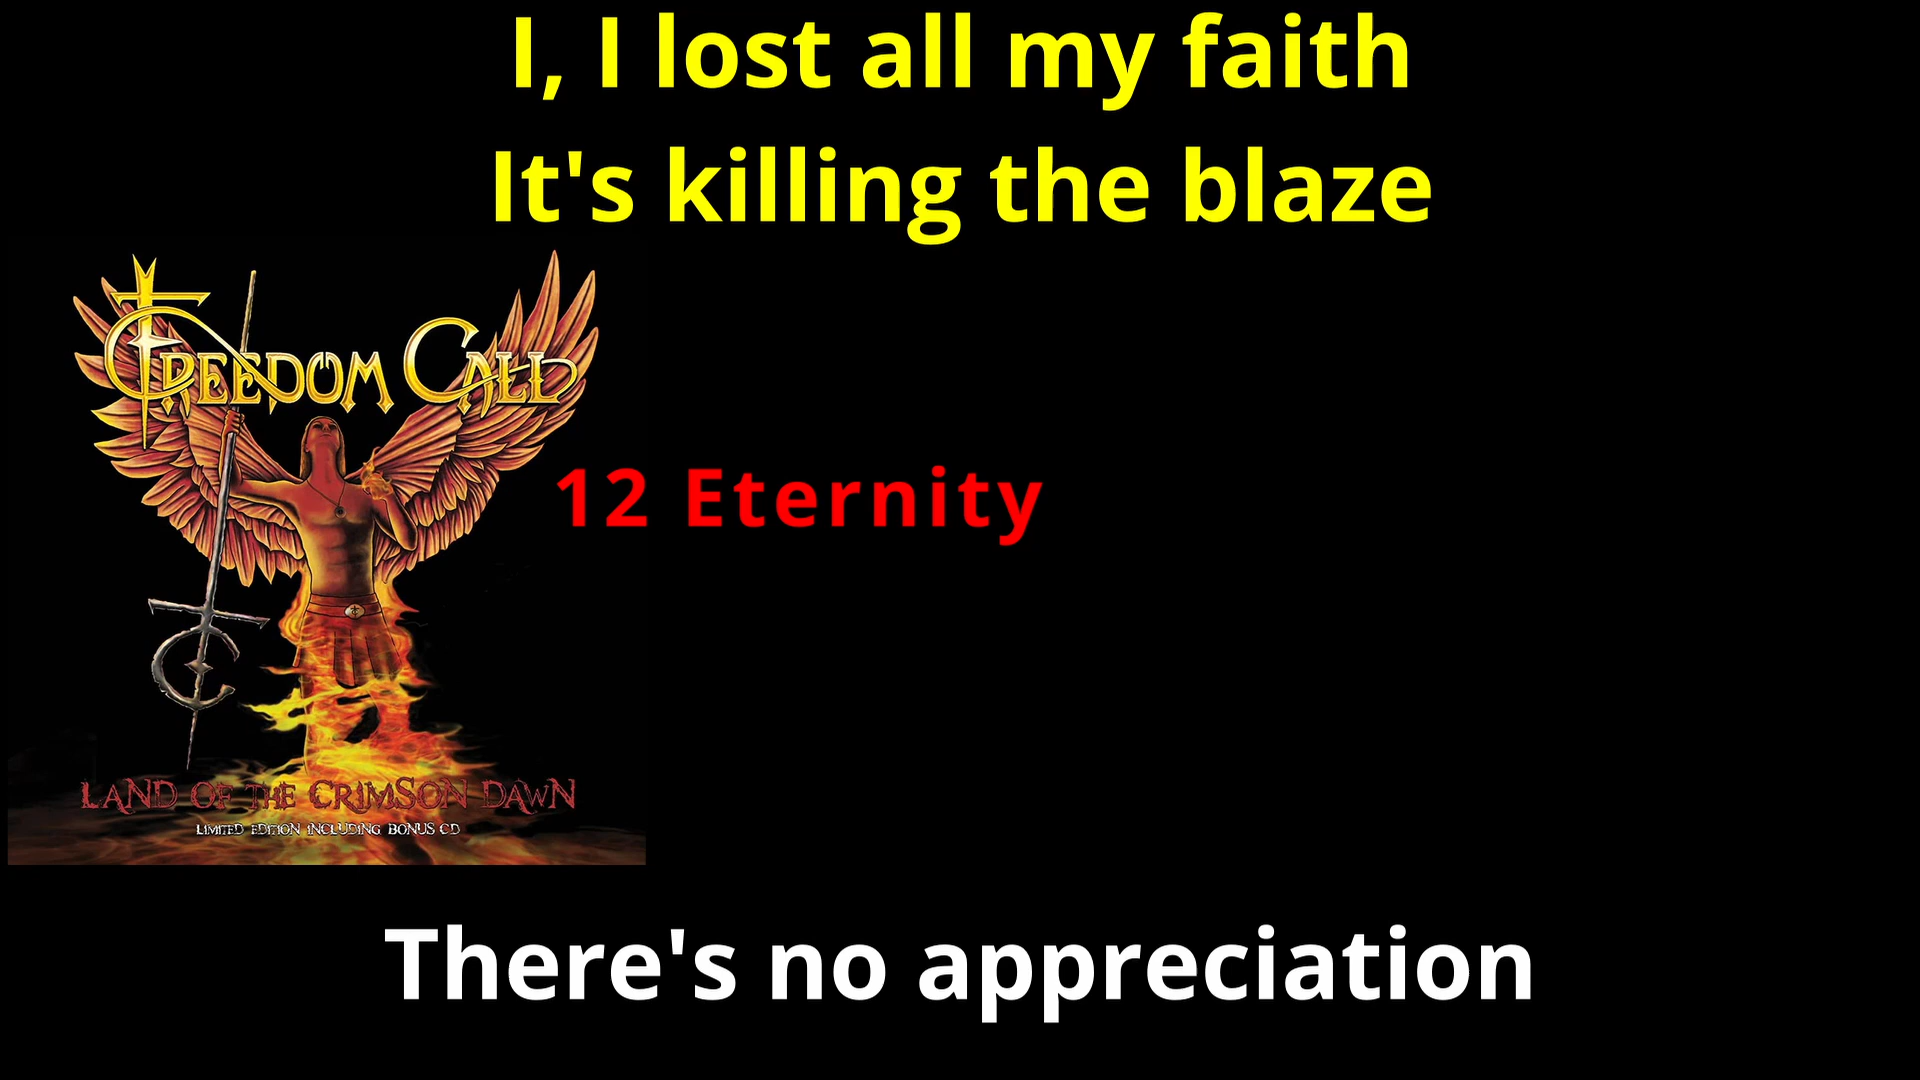 I, I lost all my faith
It's killing the blaze
FREEDOM CALL
12 Eternity
LAND OF THE CRIMSON DAWN
LIMITED EDITION INCLUDING BONUS CD
There's no appreciation